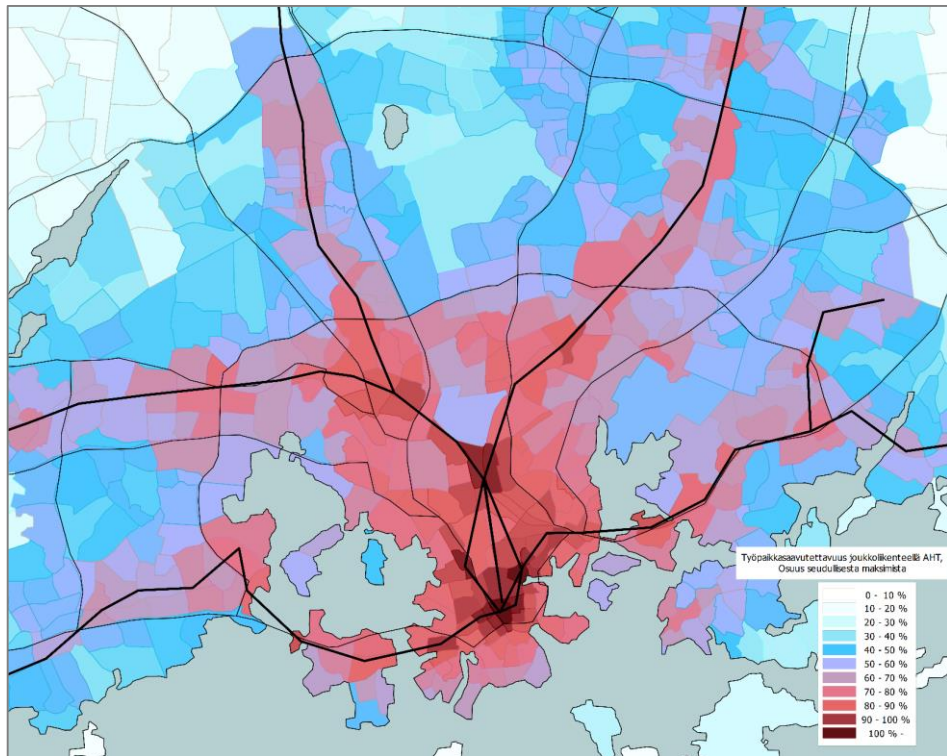 Työpaikkasaavutettavuus joukkoliikenteellä AHT,
Osuus seudullisesta maksimista
0 - 10 %
10 - 20 %
20 - 30 %
30 - 40 %
40 - 50 %
50 - 60 %
60 - 70 %
70 - 80 %
80 - 90 %
90 - 100 %
100 % -